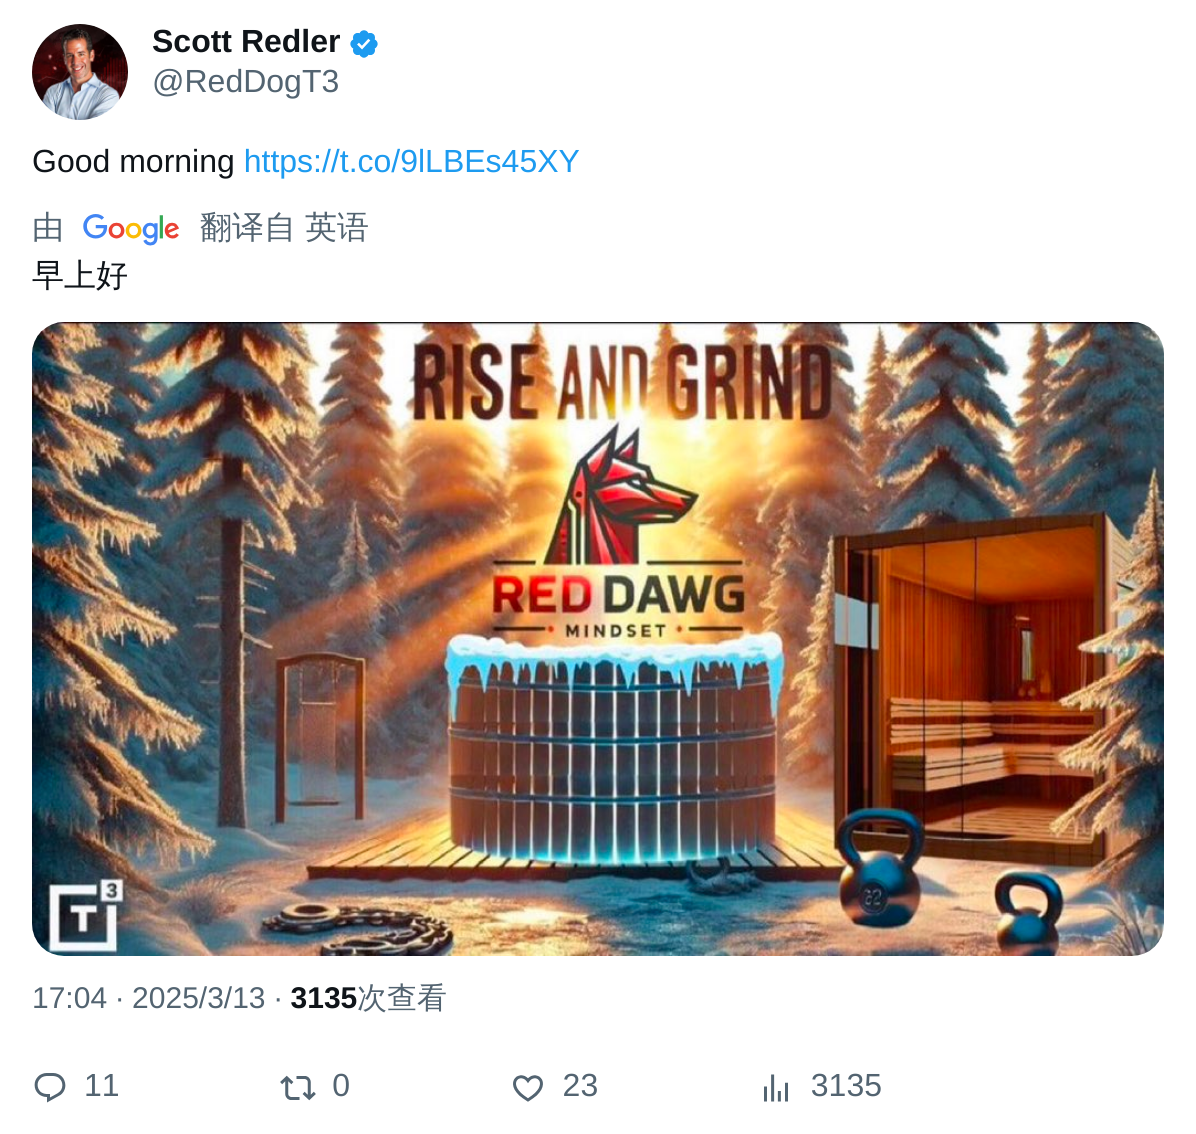 Scott Redler
@RedDogT3
Good morning https://t.co/9lLBEs45XY
由 Google 翻译自 英语
早上好
RISE AND GRIND
RED DAWG
MINDSET
62
T3
17:04 · 2025/3/13 · 3135次查看
11 0 23 3135